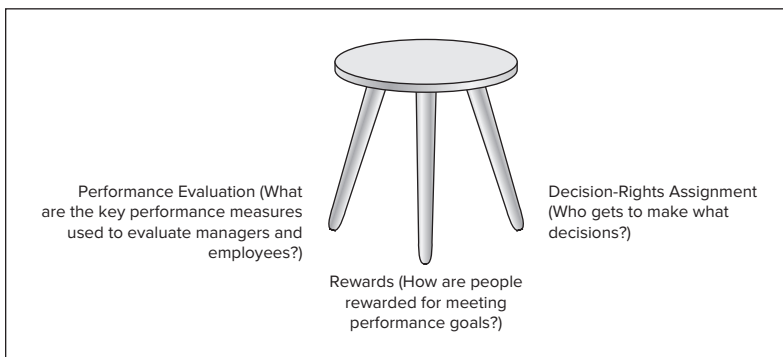 Performance Evaluation (What
are the key performance measures
used to evaluate managers and
employees?)
Rewards (How are people
rewarded for meeting
performance goals?)
Decision-Rights Assignment
(Who gets to make what
decisions?)